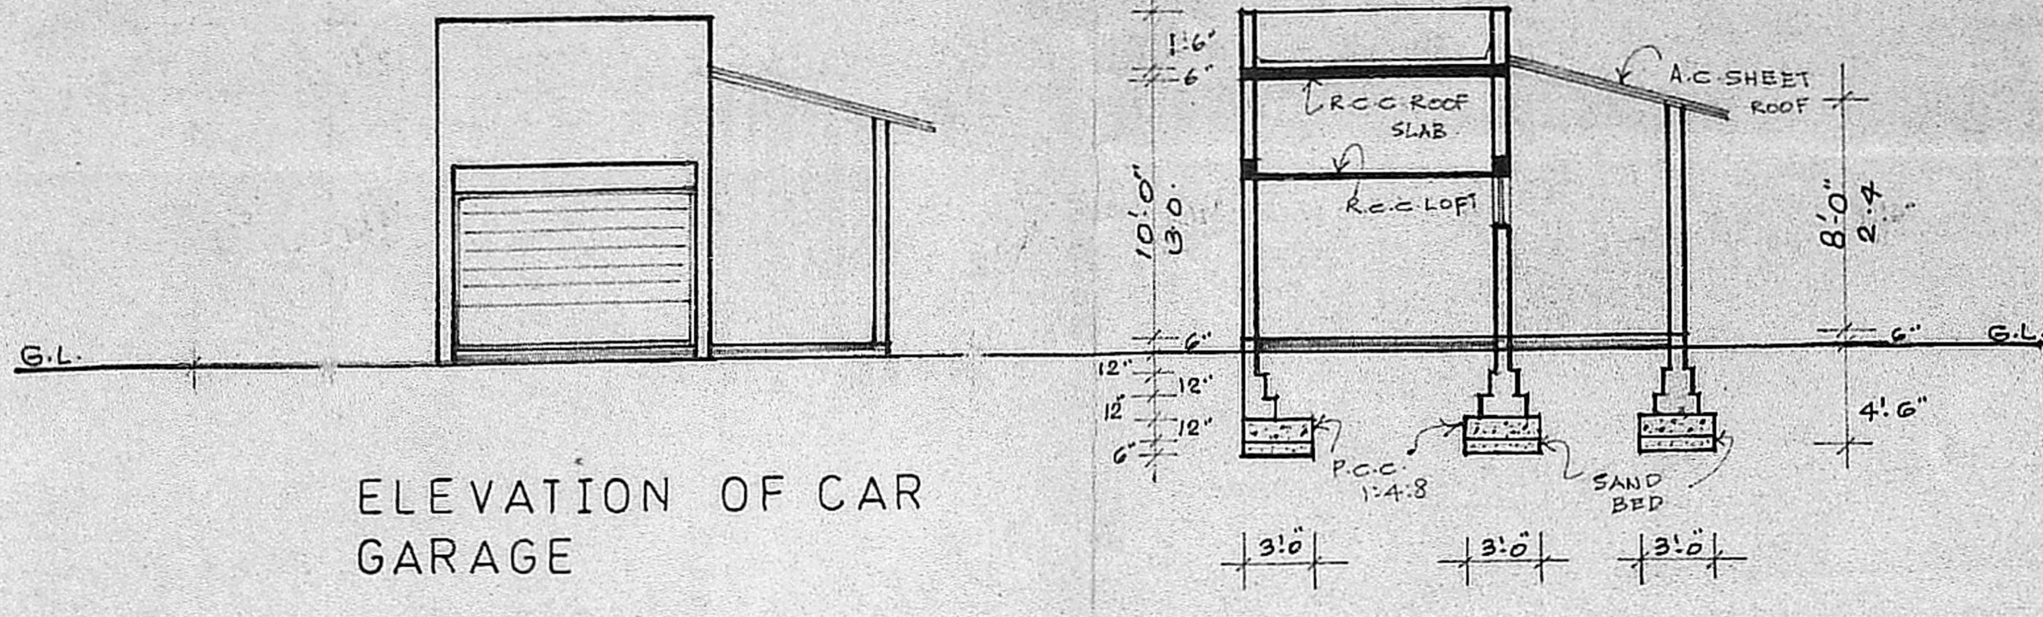 G.L.
ELEVATION OF CAR
GARAGE
1'-6"
6"
10'-0"
3.0.
6"
12"
12"
12
12"
6"
R.C.C ROOF
SLAB.
R.C.C. LOFT
A.C. SHEET
ROOF
8'-0"
2.4
6"
G.L.
4'.6"
P.C.C.
1:4:8
SAND
BED
3'.0"
3'.0"
3'.0"